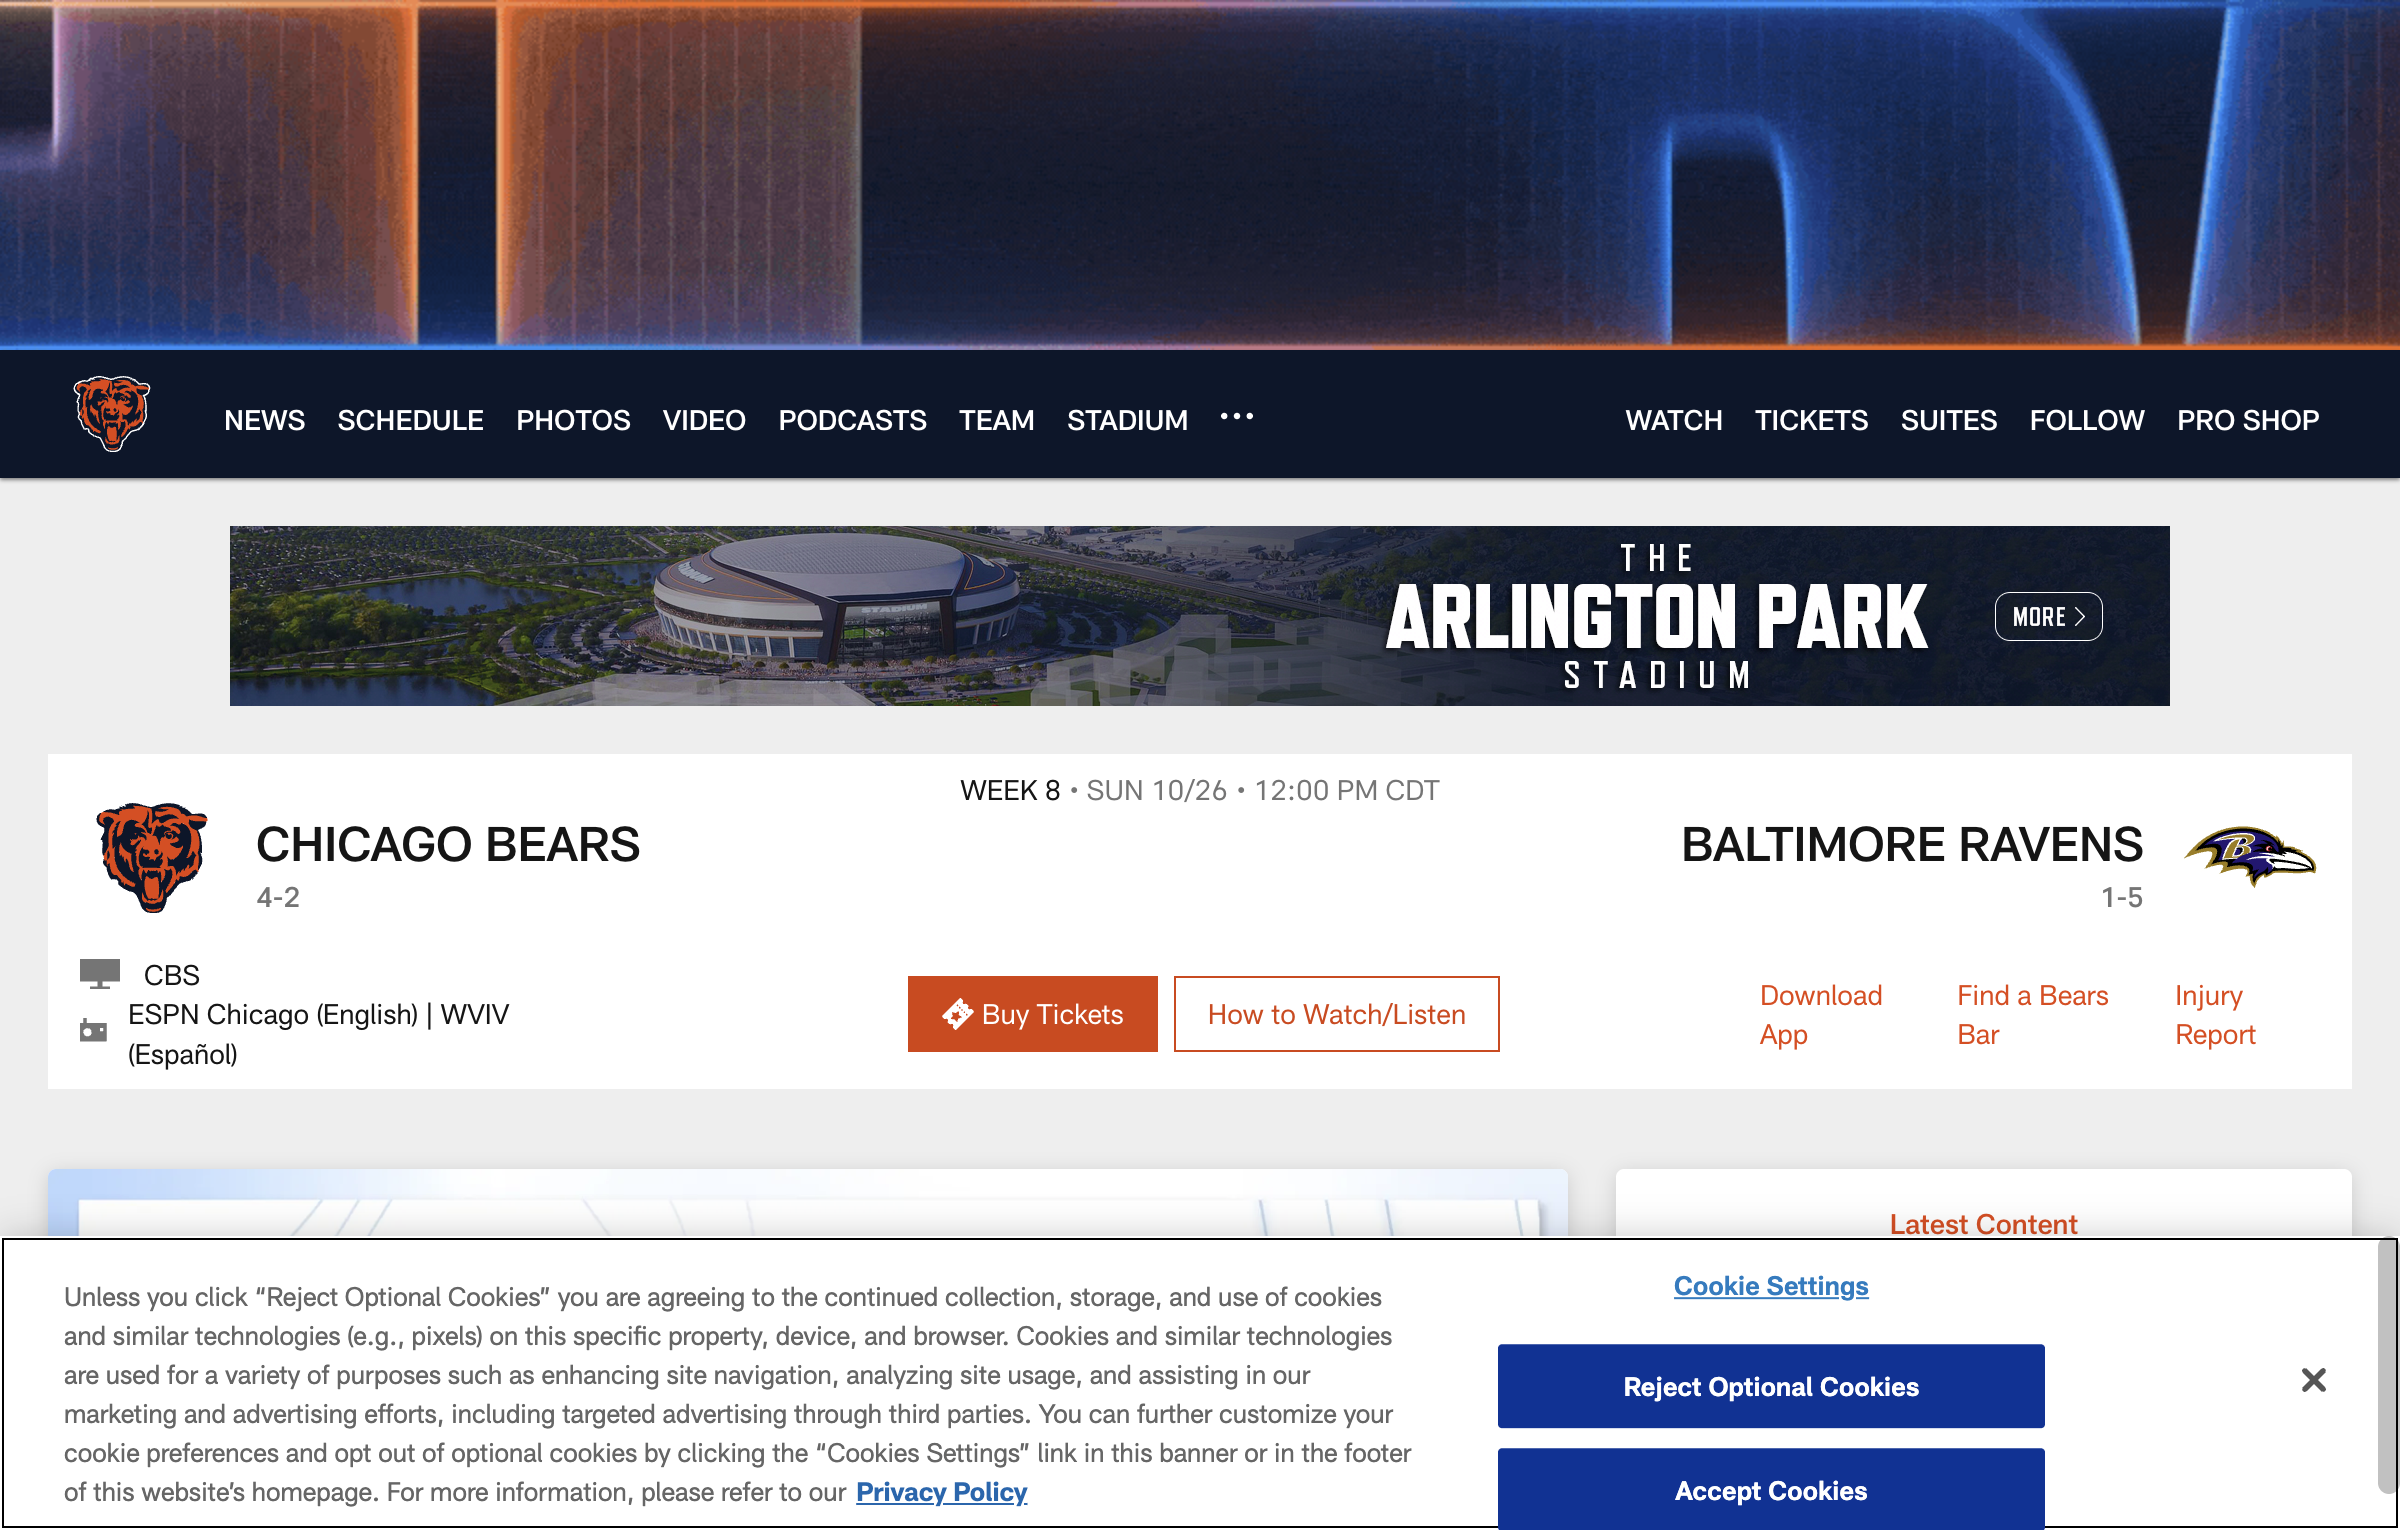 NEWS SCHEDULE PHOTOS VIDEO PODCASTS TEAM STADIUM ••• WATCH TICKETS SUITES FOLLOW PRO SHOP
STADIUM
THE
ARLINGTON PARK
STADIUM
MORE >
WEEK 8 • SUN 10/26 • 12:00 PM CDT
CHICAGO BEARS
4-2
BALTIMORE RAVENS
1-5
B
CBS
ESPN Chicago (English) | WVIV
(Español)
Buy Tickets
How to Watch/Listen
Download
App
Find a Bears
Bar
Injury
Report
Latest Content
Unless you click “Reject Optional Cookies” you are agreeing to the continued collection, storage, and use of cookies
and similar technologies (e.g., pixels) on this specific property, device, and browser. Cookies and similar technologies
are used for a variety of purposes such as enhancing site navigation, analyzing site usage, and assisting in our
marketing and advertising efforts, including targeted advertising through third parties. You can further customize your
cookie preferences and opt out of optional cookies by clicking the “Cookies Settings” link in this banner or in the footer
of this website’s homepage. For more information, please refer to our Privacy Policy
Cookie Settings
Reject Optional Cookies
Accept Cookies